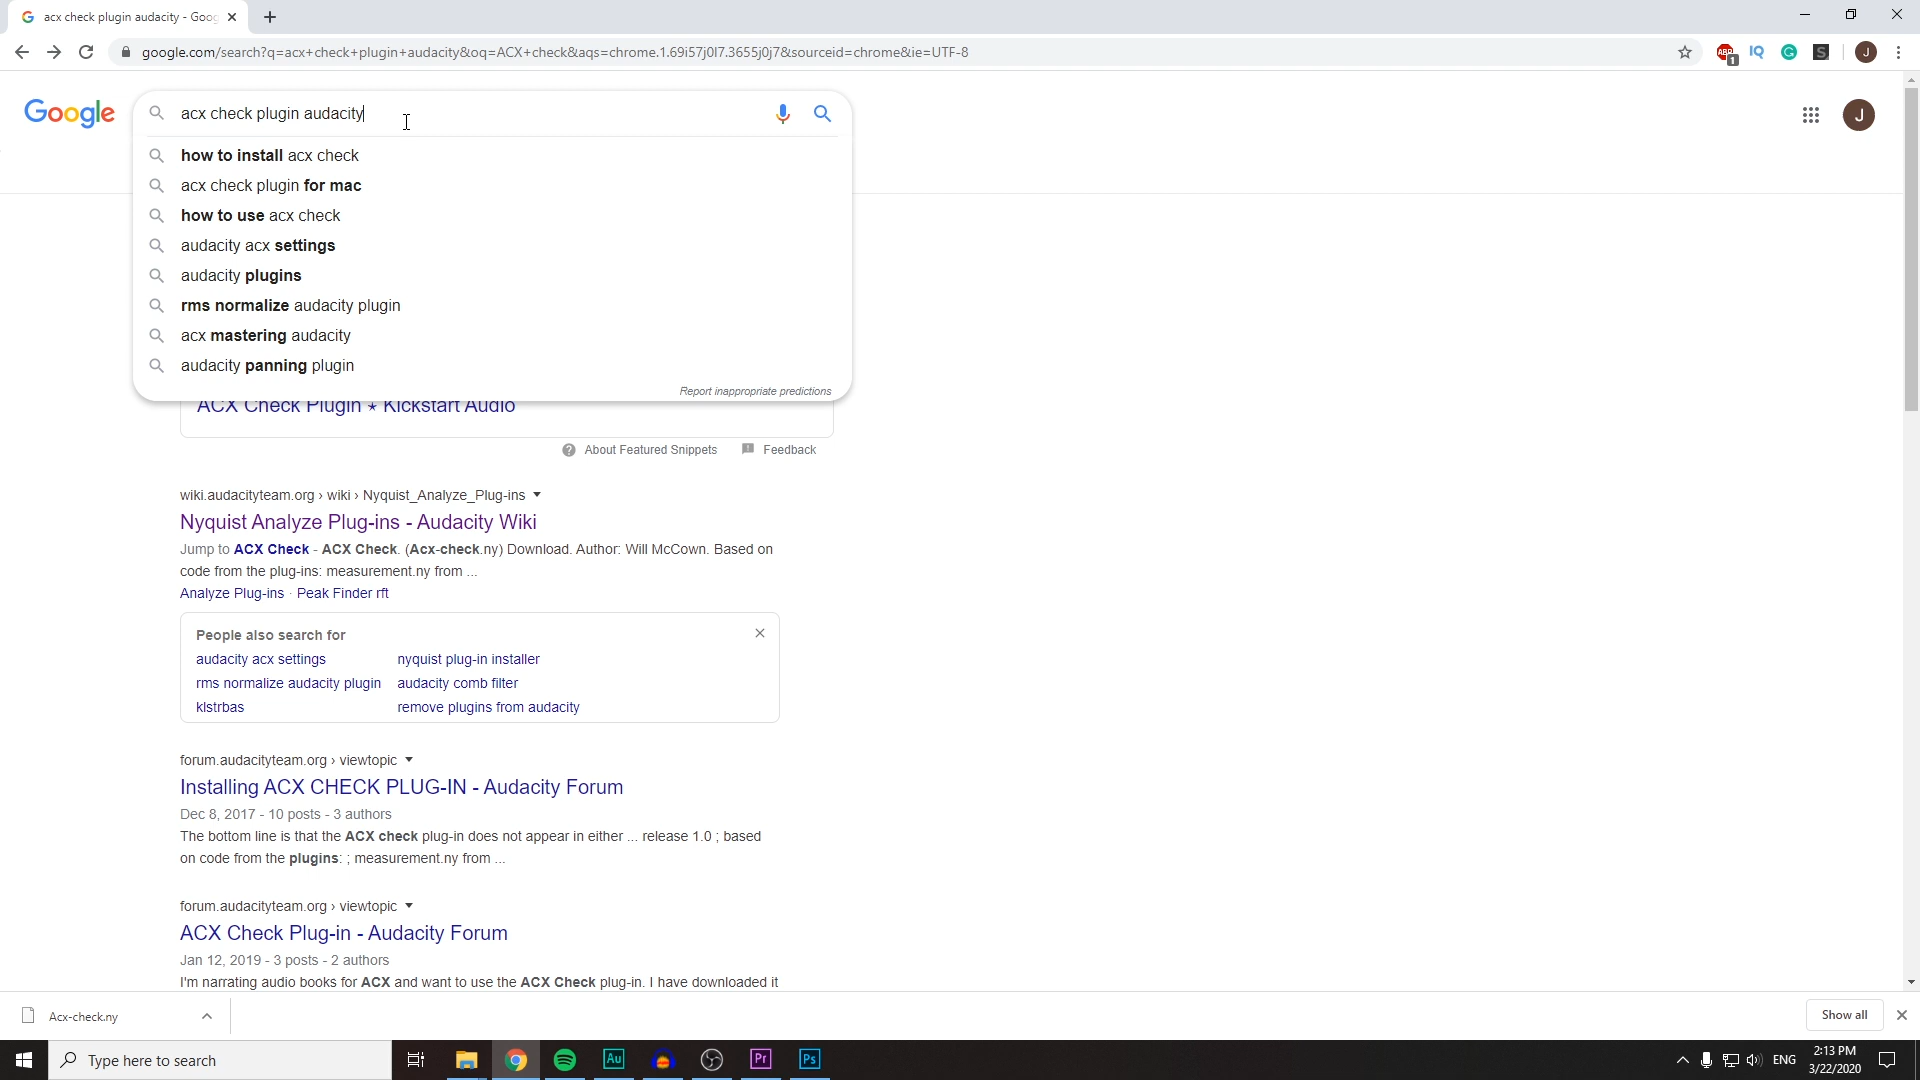 acx check plugin audacity - Goog
google.com/search?q=acx+check+plugin+audacity&oq=ACX+check&aqs=chrome.1.69i57j0l7.3655j0j7&sourceid=chrome&ie=UTF-8
ABP
1
IQ
G
S
J
Google
acx check plugin audacity
J
how to install acx check
acx check plugin for mac
how to use acx check
audacity acx settings
audacity plugins
rms normalize audacity plugin
acx mastering audacity
audacity panning plugin
Report inappropriate predictions
ACX Check Plugin ⋆ Kickstart Audio
About Featured Snippets
Feedback
wiki.audacityteam.org › wiki › Nyquist_Analyze_Plug-ins
Nyquist Analyze Plug-ins - Audacity Wiki
Jump to ACX Check - ACX Check. (Acx-check.ny) Download. Author: Will McCown. Based on
code from the plug-ins: measurement.ny from ...
Analyze Plug-ins · Peak Finder rft
People also search for
audacity acx settings
nyquist plug-in installer
rms normalize audacity plugin
audacity comb filter
klstrbas
remove plugins from audacity
forum.audacityteam.org › viewtopic
Installing ACX CHECK PLUG-IN - Audacity Forum
Dec 8, 2017 - 10 posts - 3 authors
The bottom line is that the ACX check plug-in does not appear in either ... release 1.0 ; based
on code from the plugins: ; measurement.ny from ...
forum.audacityteam.org › viewtopic
ACX Check Plug-in - Audacity Forum
Jan 12, 2019 - 3 posts - 2 authors
I'm narrating audio books for ACX and want to use the ACX Check plug-in. I have downloaded it
Acx-check.ny
Show all
Type here to search
Au
Pr
Ps
ENG
2:13 PM
3/22/2020